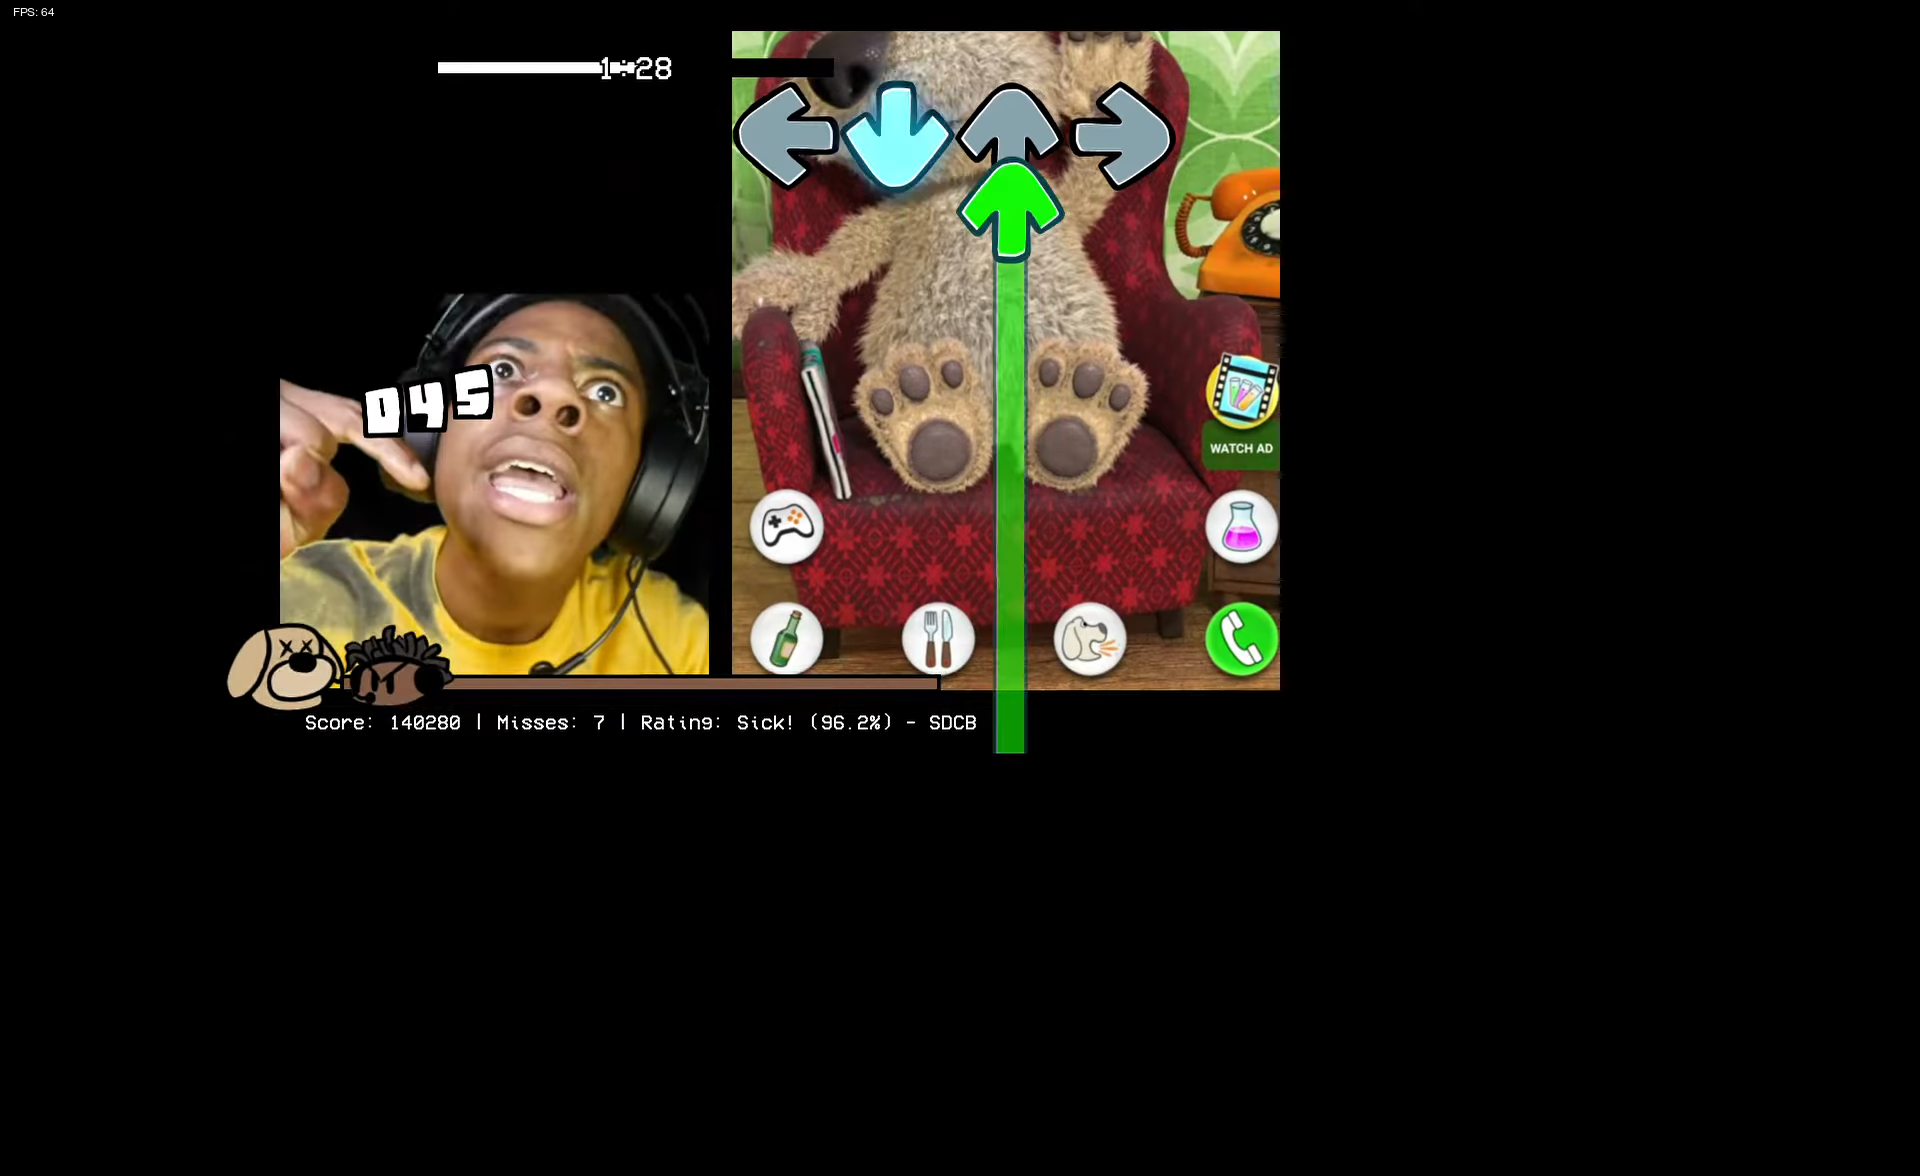 FPS: 64
1:28
045
WATCH AD
Score: 140280 | Misses: 7 | Rating: Sick! (96.2%) - SDCB